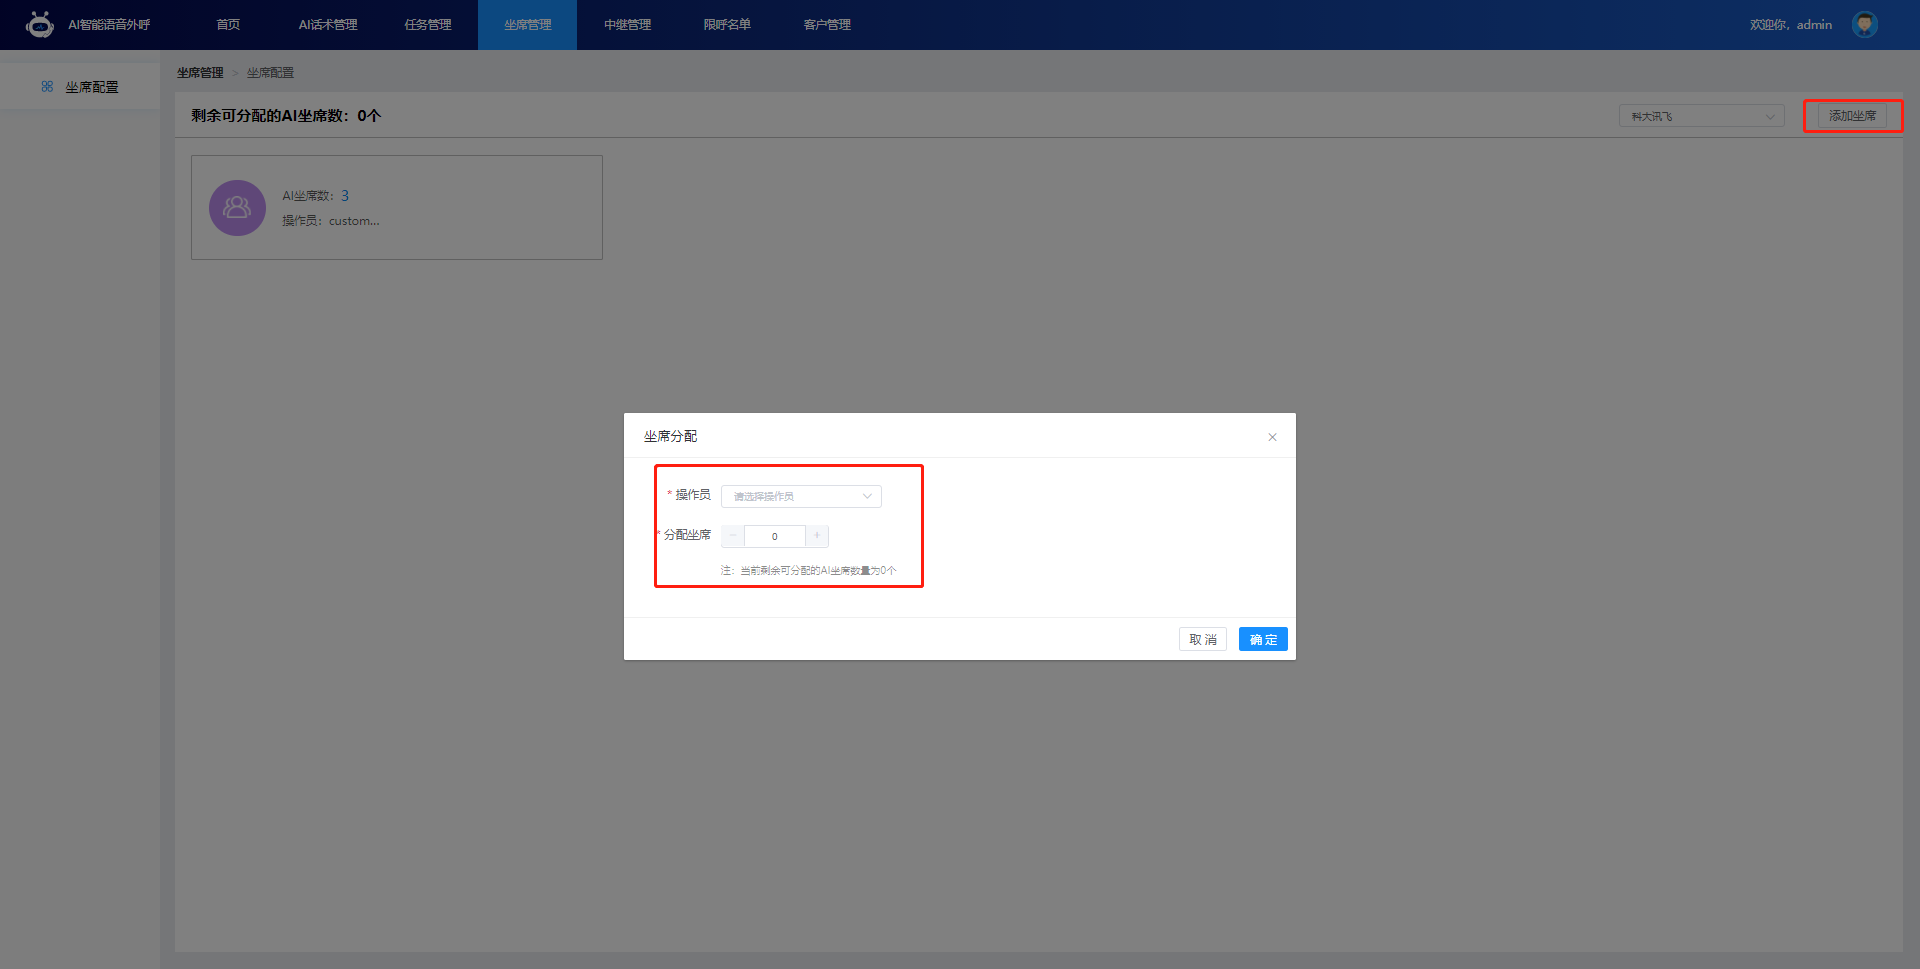 AI智能语音外呼 首页 AI话术管理 任务管理 坐席管理 中继管理 限呼名单 客户管理 欢迎你，admin
坐席配置
坐席管理 > 坐席配置
剩余可分配的AI坐席数：0个 科大讯飞 添加坐席
AI坐席数：3
操作员：custom...
坐席分配
* 操作员 请选择操作员
* 分配坐席 － 0 +
注：当前剩余可分配的AI坐席数量为0个
取 消 确 定